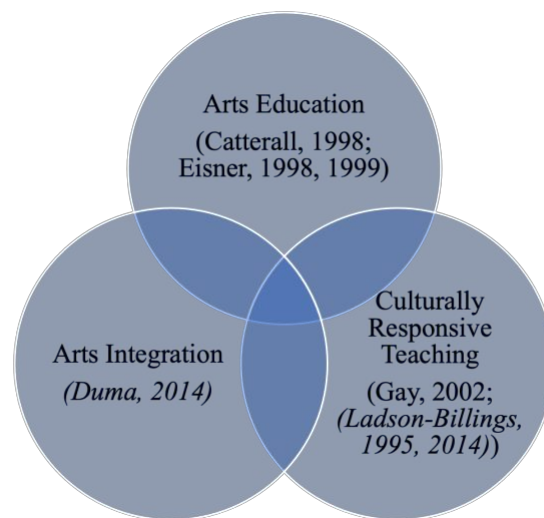 Arts Education
(Catterall, 1998;
Eisner, 1998, 1999)
Arts Integration
(Duma, 2014)
Culturally
Responsive
Teaching
(Gay, 2002;
(Ladson-Billings,
1995, 2014))